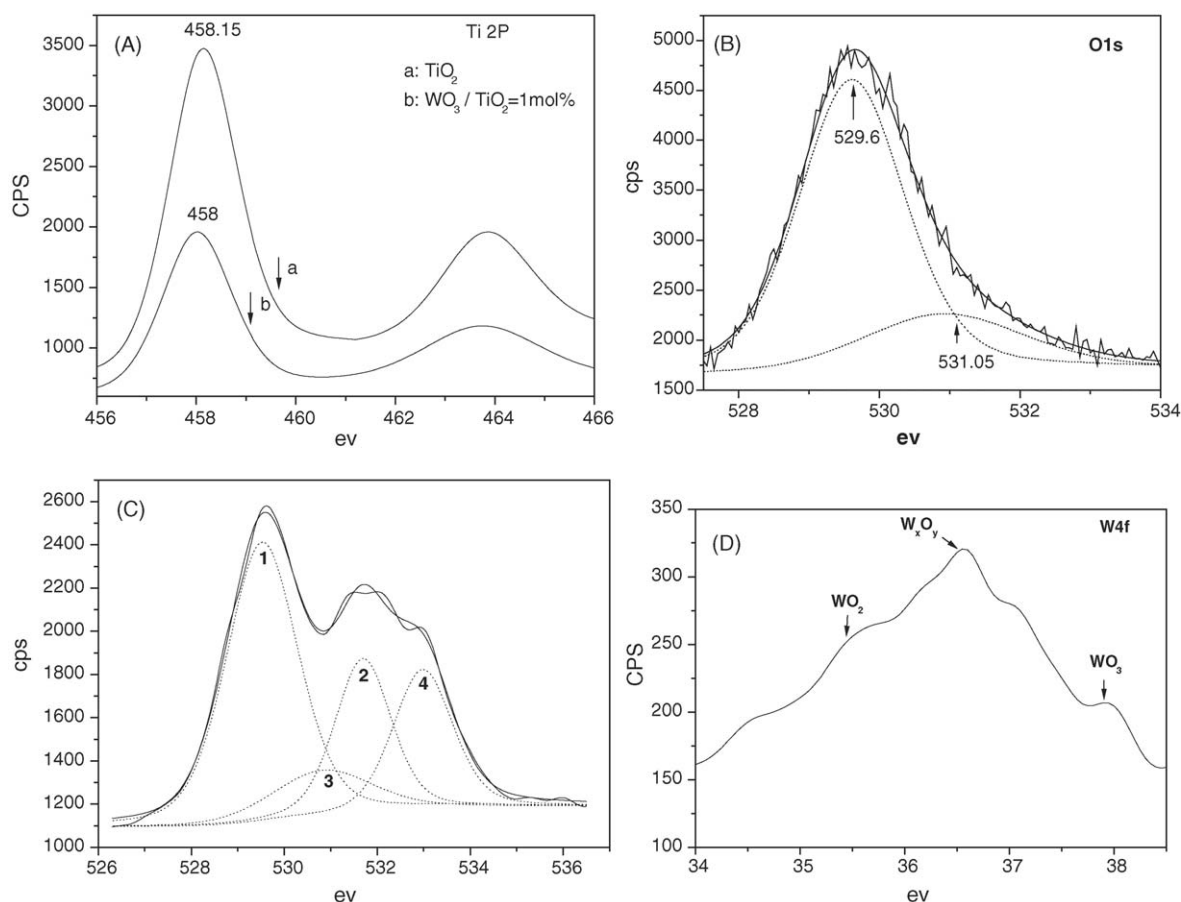 (A)
Ti 2P
458.15
a: TiO₂
b: WO₃ / TiO₂=1mol%
458
a
b
3500
3000
2500
2000
1500
1000
CPS
456 458 460 462 464 466
ev
(B)
O1s
529.6
531.05
5000
4500
4000
3500
3000
2500
2000
1500
cps
528 530 532 534
ev
(C)
1
2
4
3
2600
2400
2200
2000
1800
1600
1400
1200
1000
cps
526 528 530 532 534 536
ev
(D)
W4f
WₓOᵧ
WO₂
WO₃
350
300
250
200
150
100
CPS
34 35 36 37 38
ev